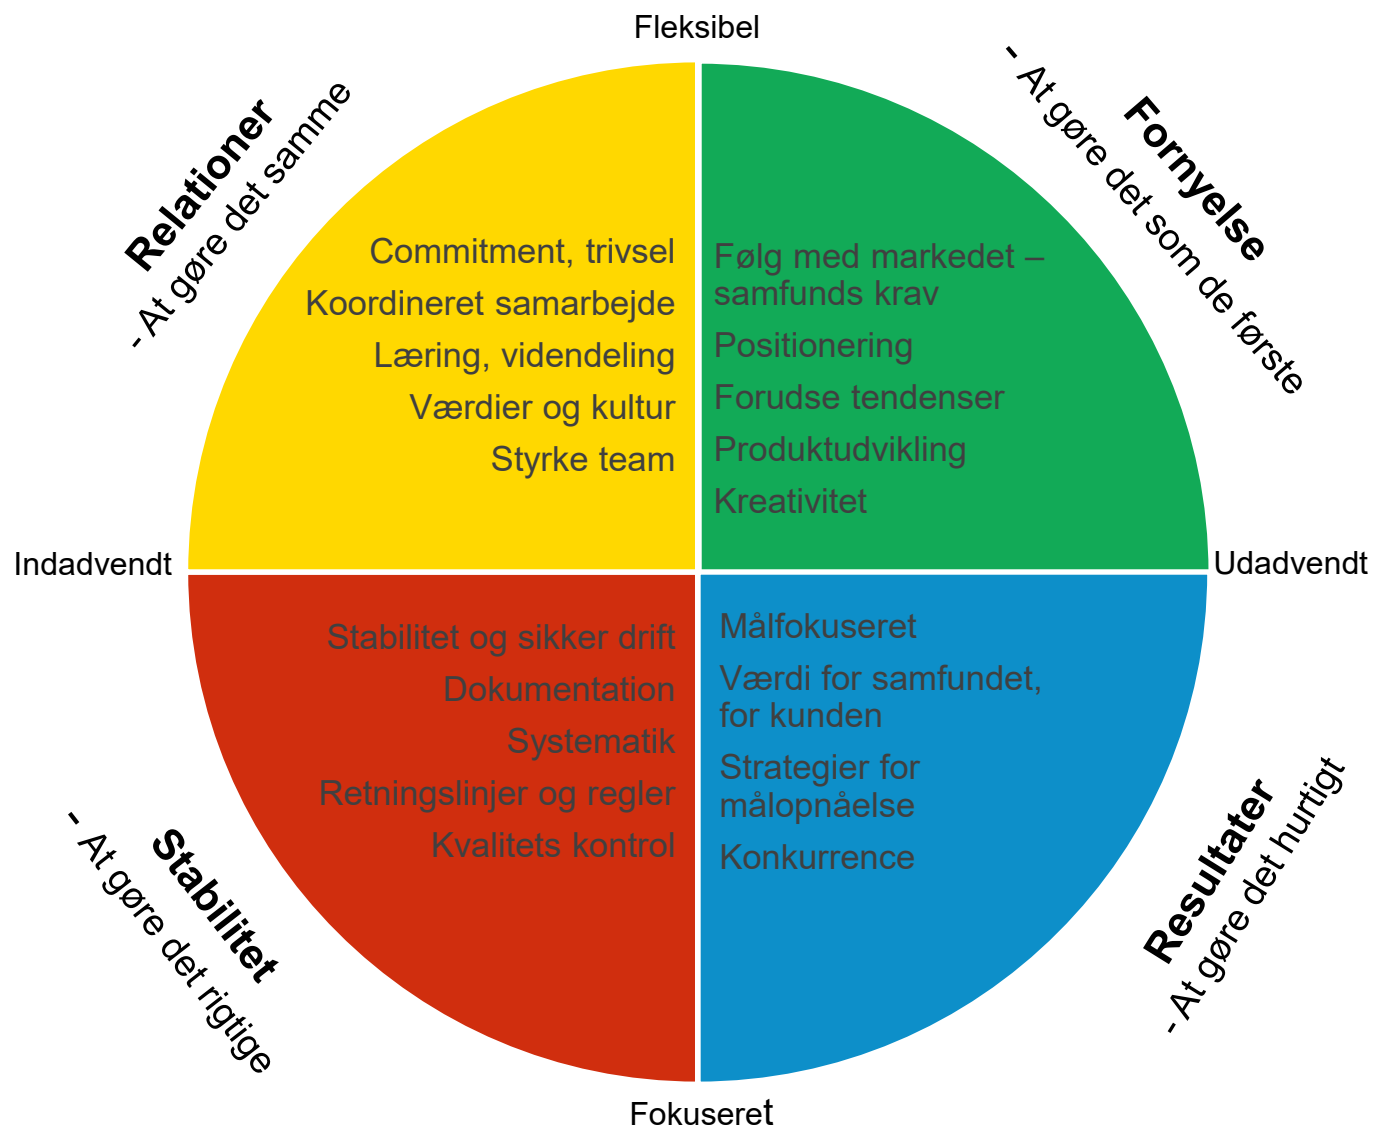 Fleksibel
Relationer
- At gøre det samme
Fornyelse
- At gøre det som de første
Commitment, trivsel
Koordineret samarbejde
Læring, videndeling
Værdier og kultur
Styrke team
Følg med markedet –
samfunds krav
Positionering
Forudse tendenser
Produktudvikling
Kreativitet
Indadvendt
Udadvendt
Stabilitet og sikker drift
Dokumentation
Systematik
Retningslinjer og regler
Kvalitets kontrol
Målfokuseret
Værdi for samfundet,
for kunden
Strategier for
målopnåelse
Konkurrence
Stabilitet
- At gøre det rigtige
Resultater
- At gøre det hurtigt
Fokuseret